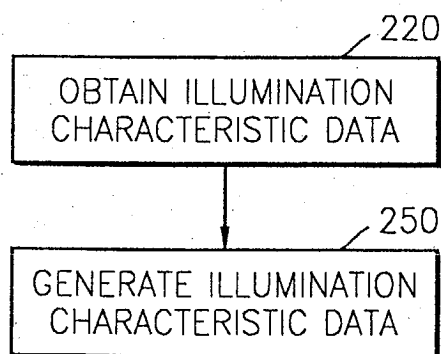 220
OBTAIN ILLUMINATION
CHARACTERISTIC DATA
250
GENERATE ILLUMINATION
CHARACTERISTIC DATA